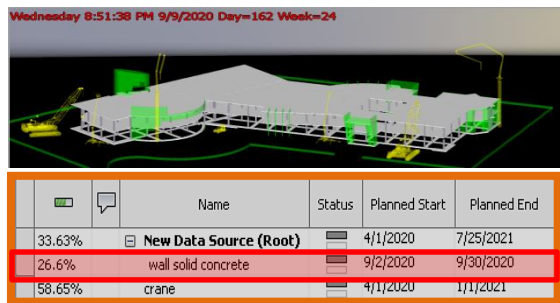 Wednesday 8:51:38 PM 9/9/2020 Day=162 Week=24
Name Status Planned Start Planned End
33.63% New Data Source (Root) 4/1/2020 7/25/2021
26.6% wall solid concrete 9/2/2020 9/30/2020
58.65% crane 4/1/2020 1/1/2021